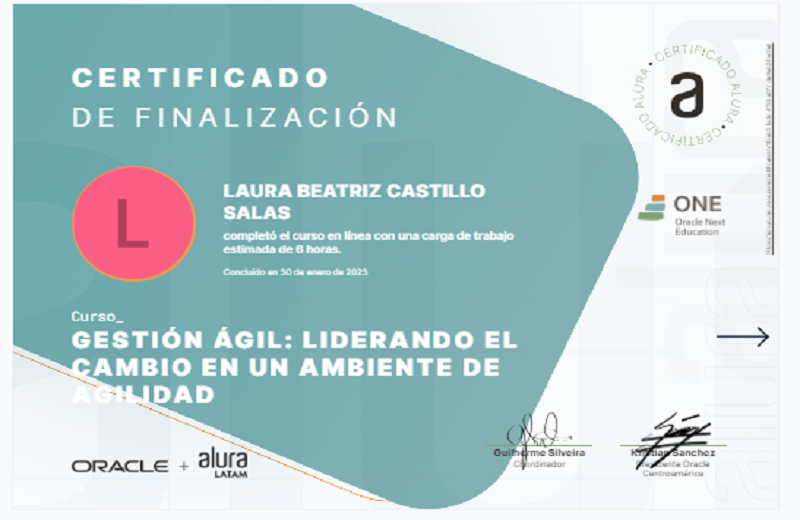 CERTIFICADO
DE FINALIZACIÓN
CERTIFICADO ALURA · CERTIFICADO ALURA ·
a
L
LAURA BEATRIZ CASTILLO
SALAS
completó el curso en línea con una carga de trabajo
estimada de 6 horas.
Concluido en 30 de enero de 2023
ONE
Oracle Next
Education
Curso_
GESTIÓN ÁGIL: LIDERANDO EL
CAMBIO EN UN AMBIENTE DE
AGILIDAD
ORACLE + alura
LATAM
Guilherme Silveira
Coordinador
Kristian Sanchez
Presidente Oracle
Centroamérica
alura